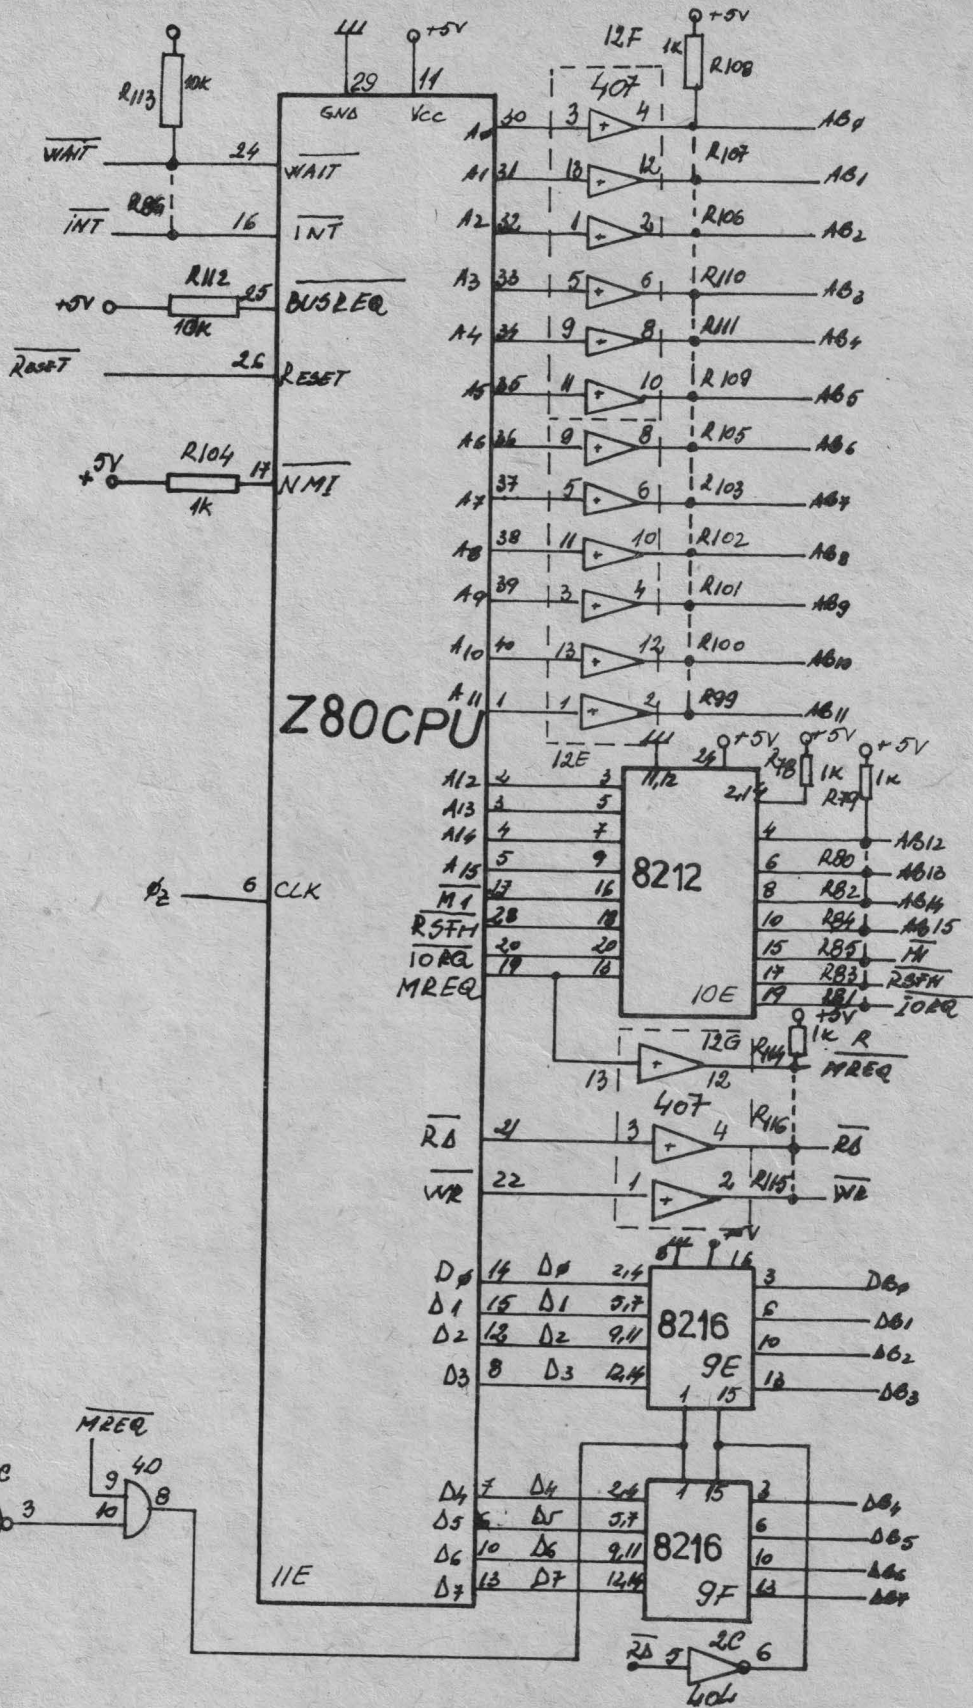 +5V
12F
+5V
1K
R108
R113
10K
29
11
407
GND
VCC
WAIT
24
WAIT
A0
30
3
4
AB0
R107
A1
31
13
12
AB1
R86
INT
16
INT
A2
32
1
2
R106
AB2
R112
+5V
25
BUSREQ
10K
A3
33
5
6
R110
AB3
RESET
26
RESET
A4
34
9
8
R111
AB4
A5
35
11
10
R109
AB5
R104
+5V
17
NMI
1K
A6
36
9
8
R105
AB6
A7
37
5
6
R103
AB7
A8
38
11
10
R102
AB8
A9
39
3
4
R101
AB9
A10
40
13
12
R100
AB10
A11
1
1
2
R99
AB11
Z80CPU
12E
11,12
24
+5V
R78
+5V
1K
+5V
1K
R79
2,14
A12
2
3
4
AB12
A13
3
5
6
R80
AB13
A14
4
7
8
R82
AB14
A15
5
9
8212
10
R84
AB15
M1
27
16
15
R85
M1
RSFH
28
18
17
R83
RSFH
IORQ
20
20
19
R81
IORQ
MREQ
19
10E
Ø2
6
CLK
+5V
1K
12G
R114
R
MREQ
13
12
407
RD
21
3
4
R116
RD
WR
22
1
2
R115
WR
8
+5V
16
D0
14
D0
2,4
3
DB0
D1
15
D1
5,7
8216
6
DB1
D2
12
D2
9,11
9E
10
DB2
D3
8
D3
12,14
13
DB3
1
15
MREQ
9
4D
10
8
C
3
D4
7
D4
2,4
1
15
3
DB4
D5
D5
5,7
6
DB5
D6
10
D6
9,11
8216
10
DB6
D7
13
D7
12,14
9F
13
DB7
11E
RD
5
2C
6
404